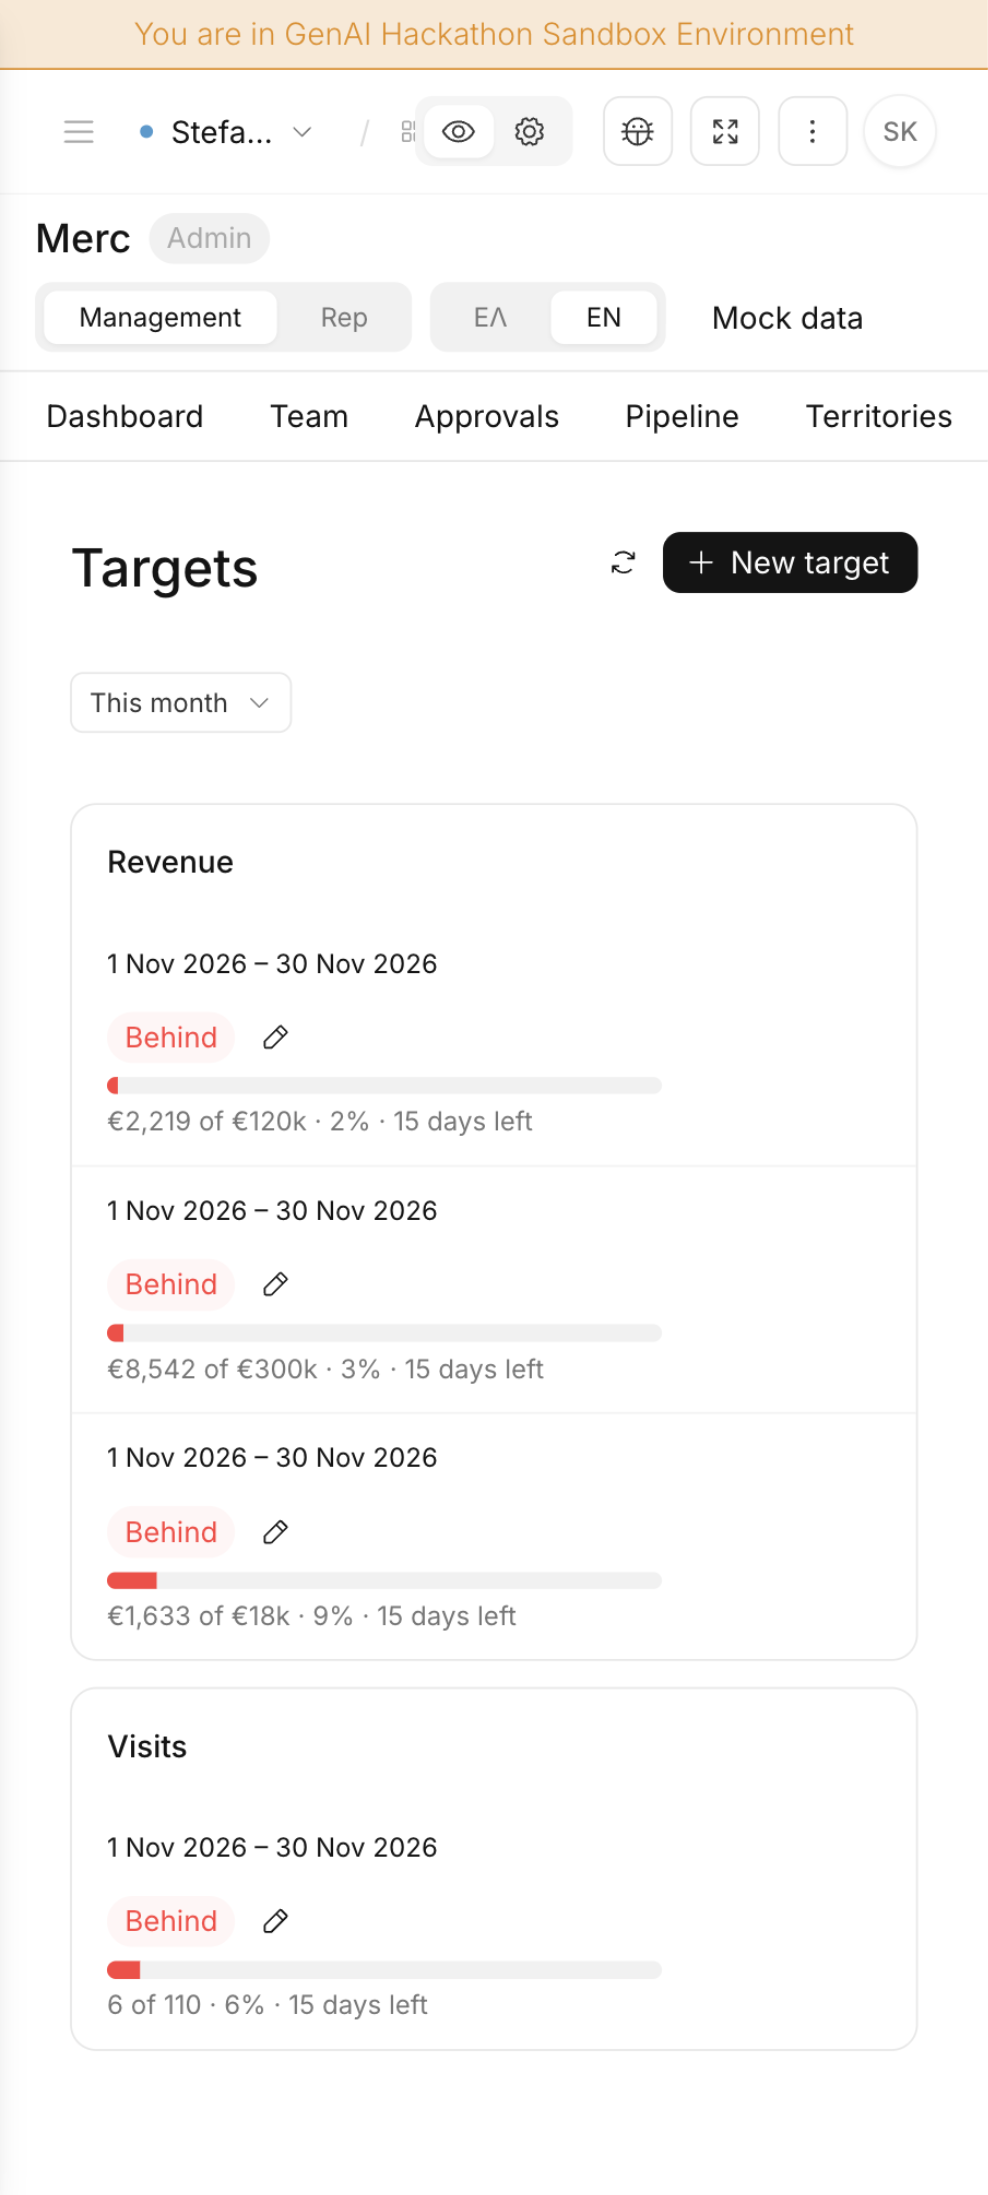 You are in GenAI Hackathon Sandbox Environment
Stefa... / SK
Merc Admin
Management Rep ΕΛ EN Mock data
Dashboard Team Approvals Pipeline Territories
Targets New target
This month
Revenue
1 Nov 2026 – 30 Nov 2026
Behind
€2,219 of €120k · 2% · 15 days left
1 Nov 2026 – 30 Nov 2026
Behind
€8,542 of €300k · 3% · 15 days left
1 Nov 2026 – 30 Nov 2026
Behind
€1,633 of €18k · 9% · 15 days left
Visits
1 Nov 2026 – 30 Nov 2026
Behind
6 of 110 · 6% · 15 days left